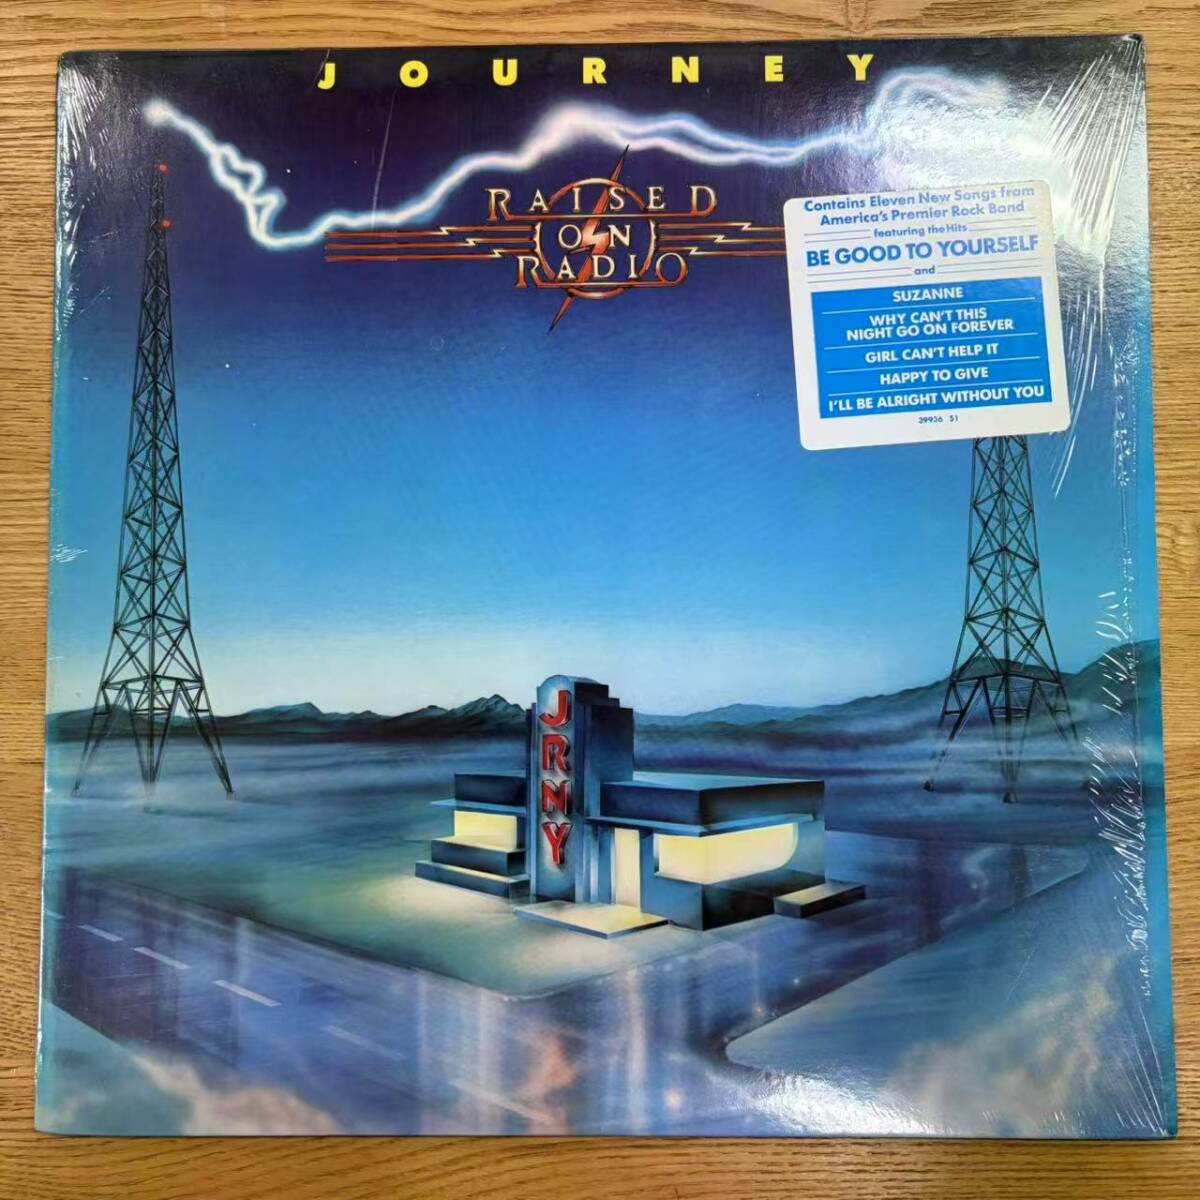 JOURNEY
RAISED
ON
RADIO
Contains Eleven New Songs from
America's Premier Rock Band
featuring the Hits
BE GOOD TO YOURSELF
and
SUZANNE
WHY CAN'T THIS
NIGHT GO ON FOREVER
GIRL CAN'T HELP IT
HAPPY TO GIVE
I'LL BE ALRIGHT WITHOUT YOU
39936 S1
JRNY